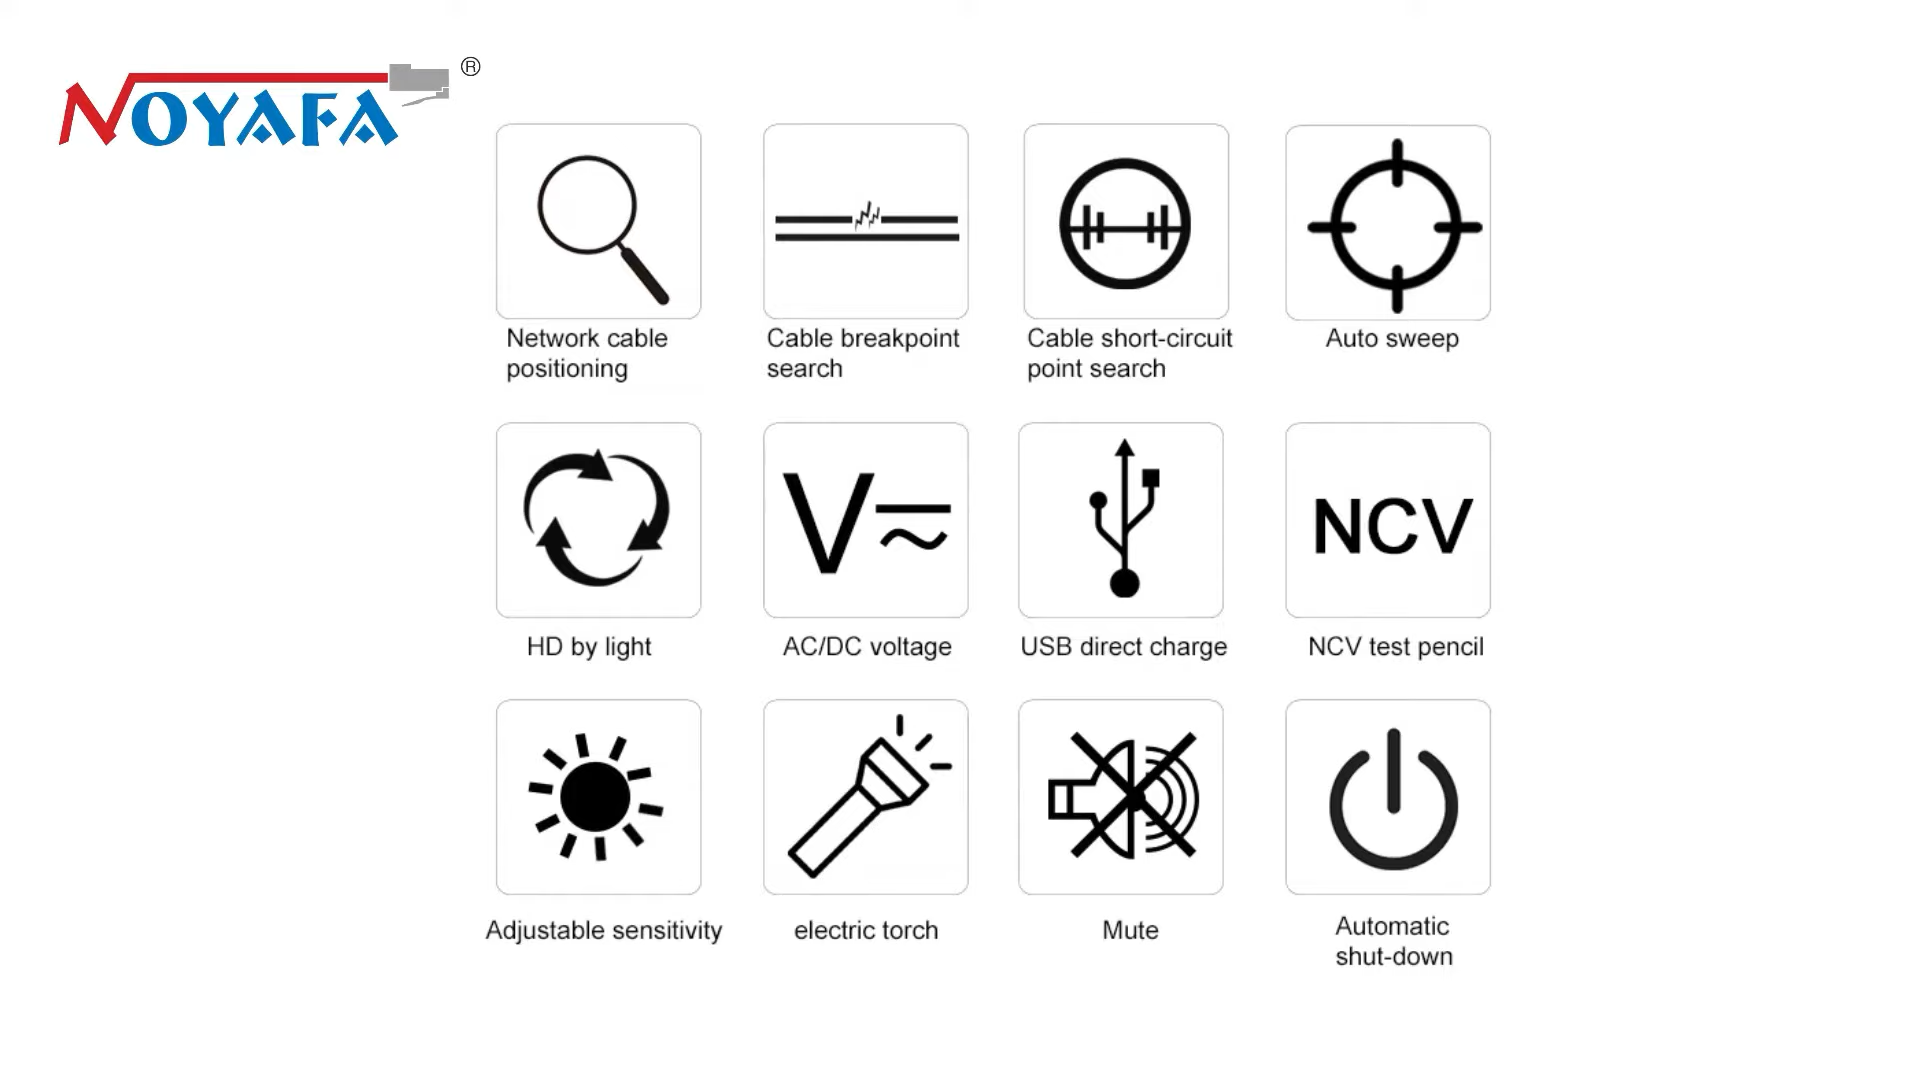 NOYAFA ®
Network cable
positioning
Cable breakpoint
search
Cable short-circuit
point search
Auto sweep
V
NCV
HD by light
AC/DC voltage
USB direct charge
NCV test pencil
Adjustable sensitivity
electric torch
Mute
Automatic
shut-down